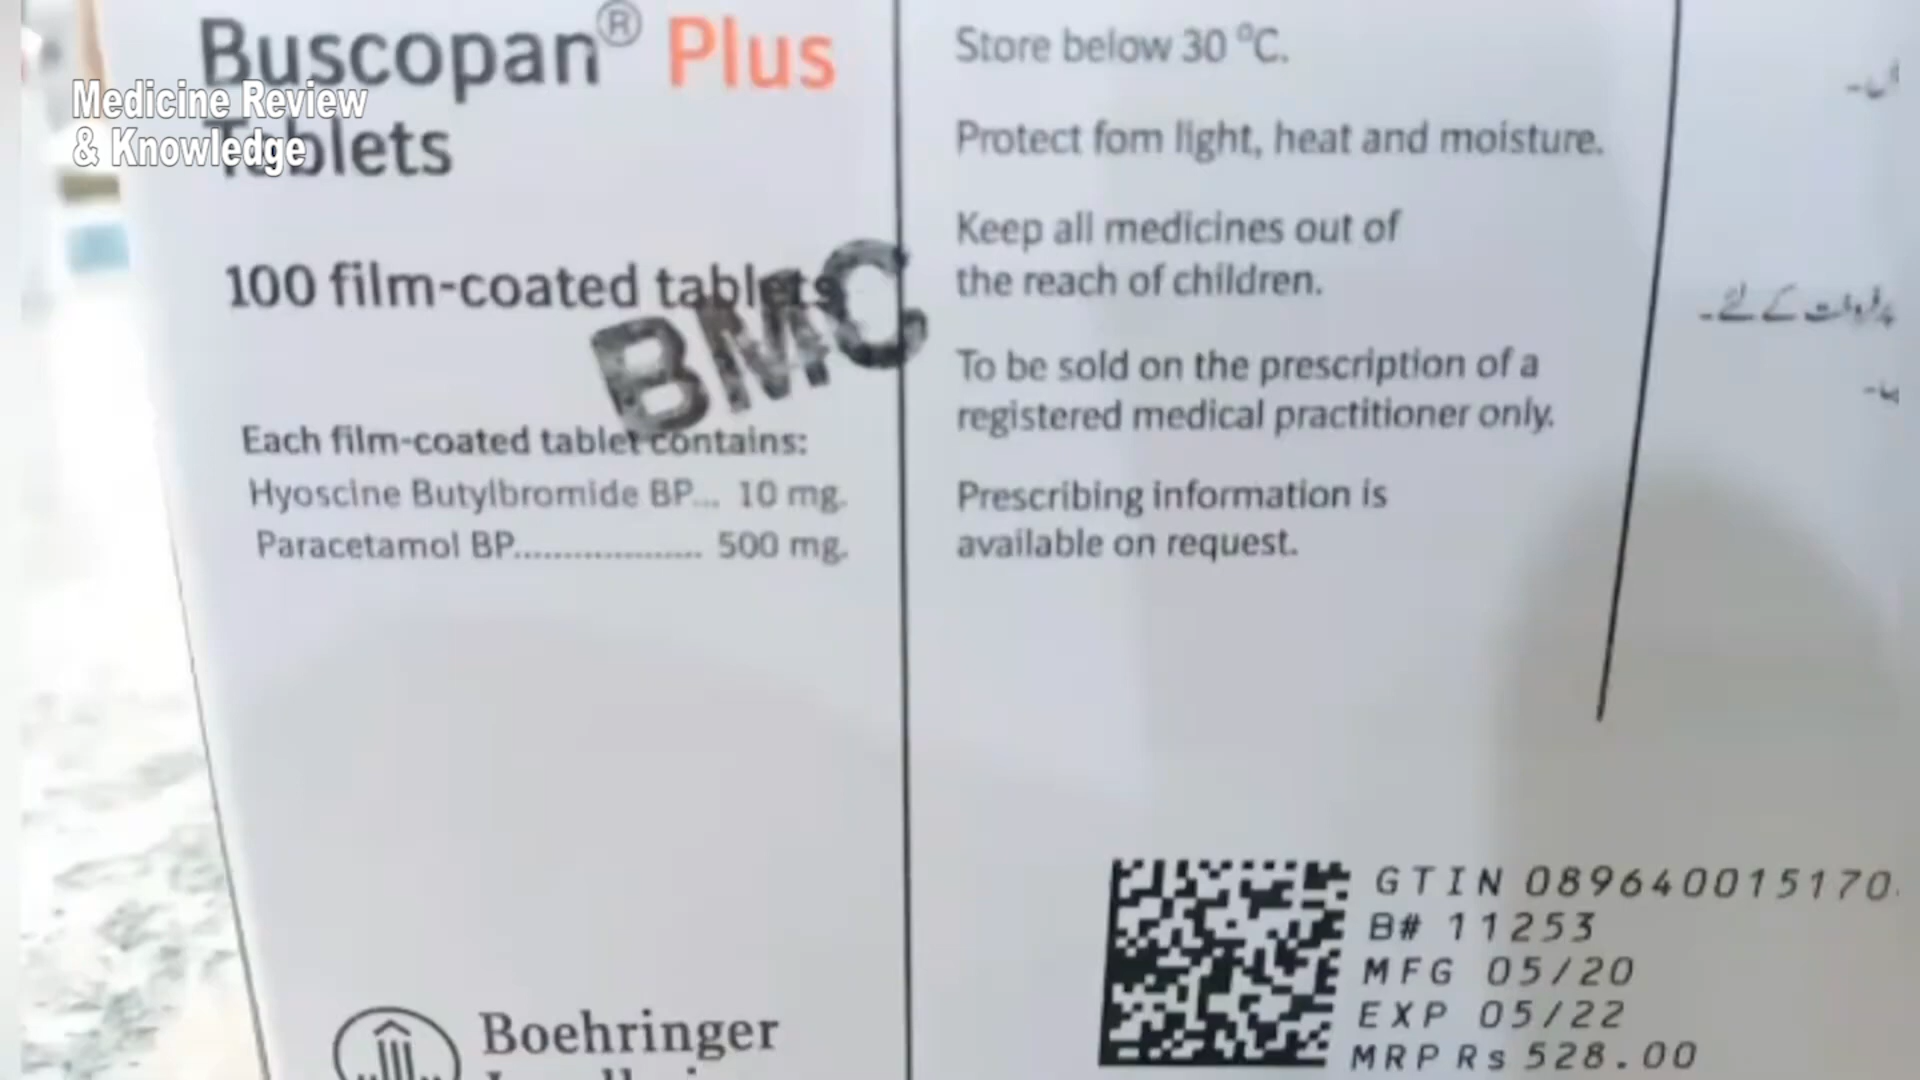 Buscopan® Plus
Tablets
Medicine Review
& Knowledge
100 film-coated tablets
BMC
Each film-coated tablet contains:
Hyoscine Butylbromide BP... 10 mg.
Paracetamol BP.................... 500 mg.
Boehringer
Store below 30 °C.
Protect fom light, heat and moisture.
Keep all medicines out of
the reach of children.
To be sold on the prescription of a
registered medical practitioner only.
Prescribing information is
available on request.
GTIN 089640015170
B# 11253
MFG 05/20
EXP 05/22
MRP Rs 528.00